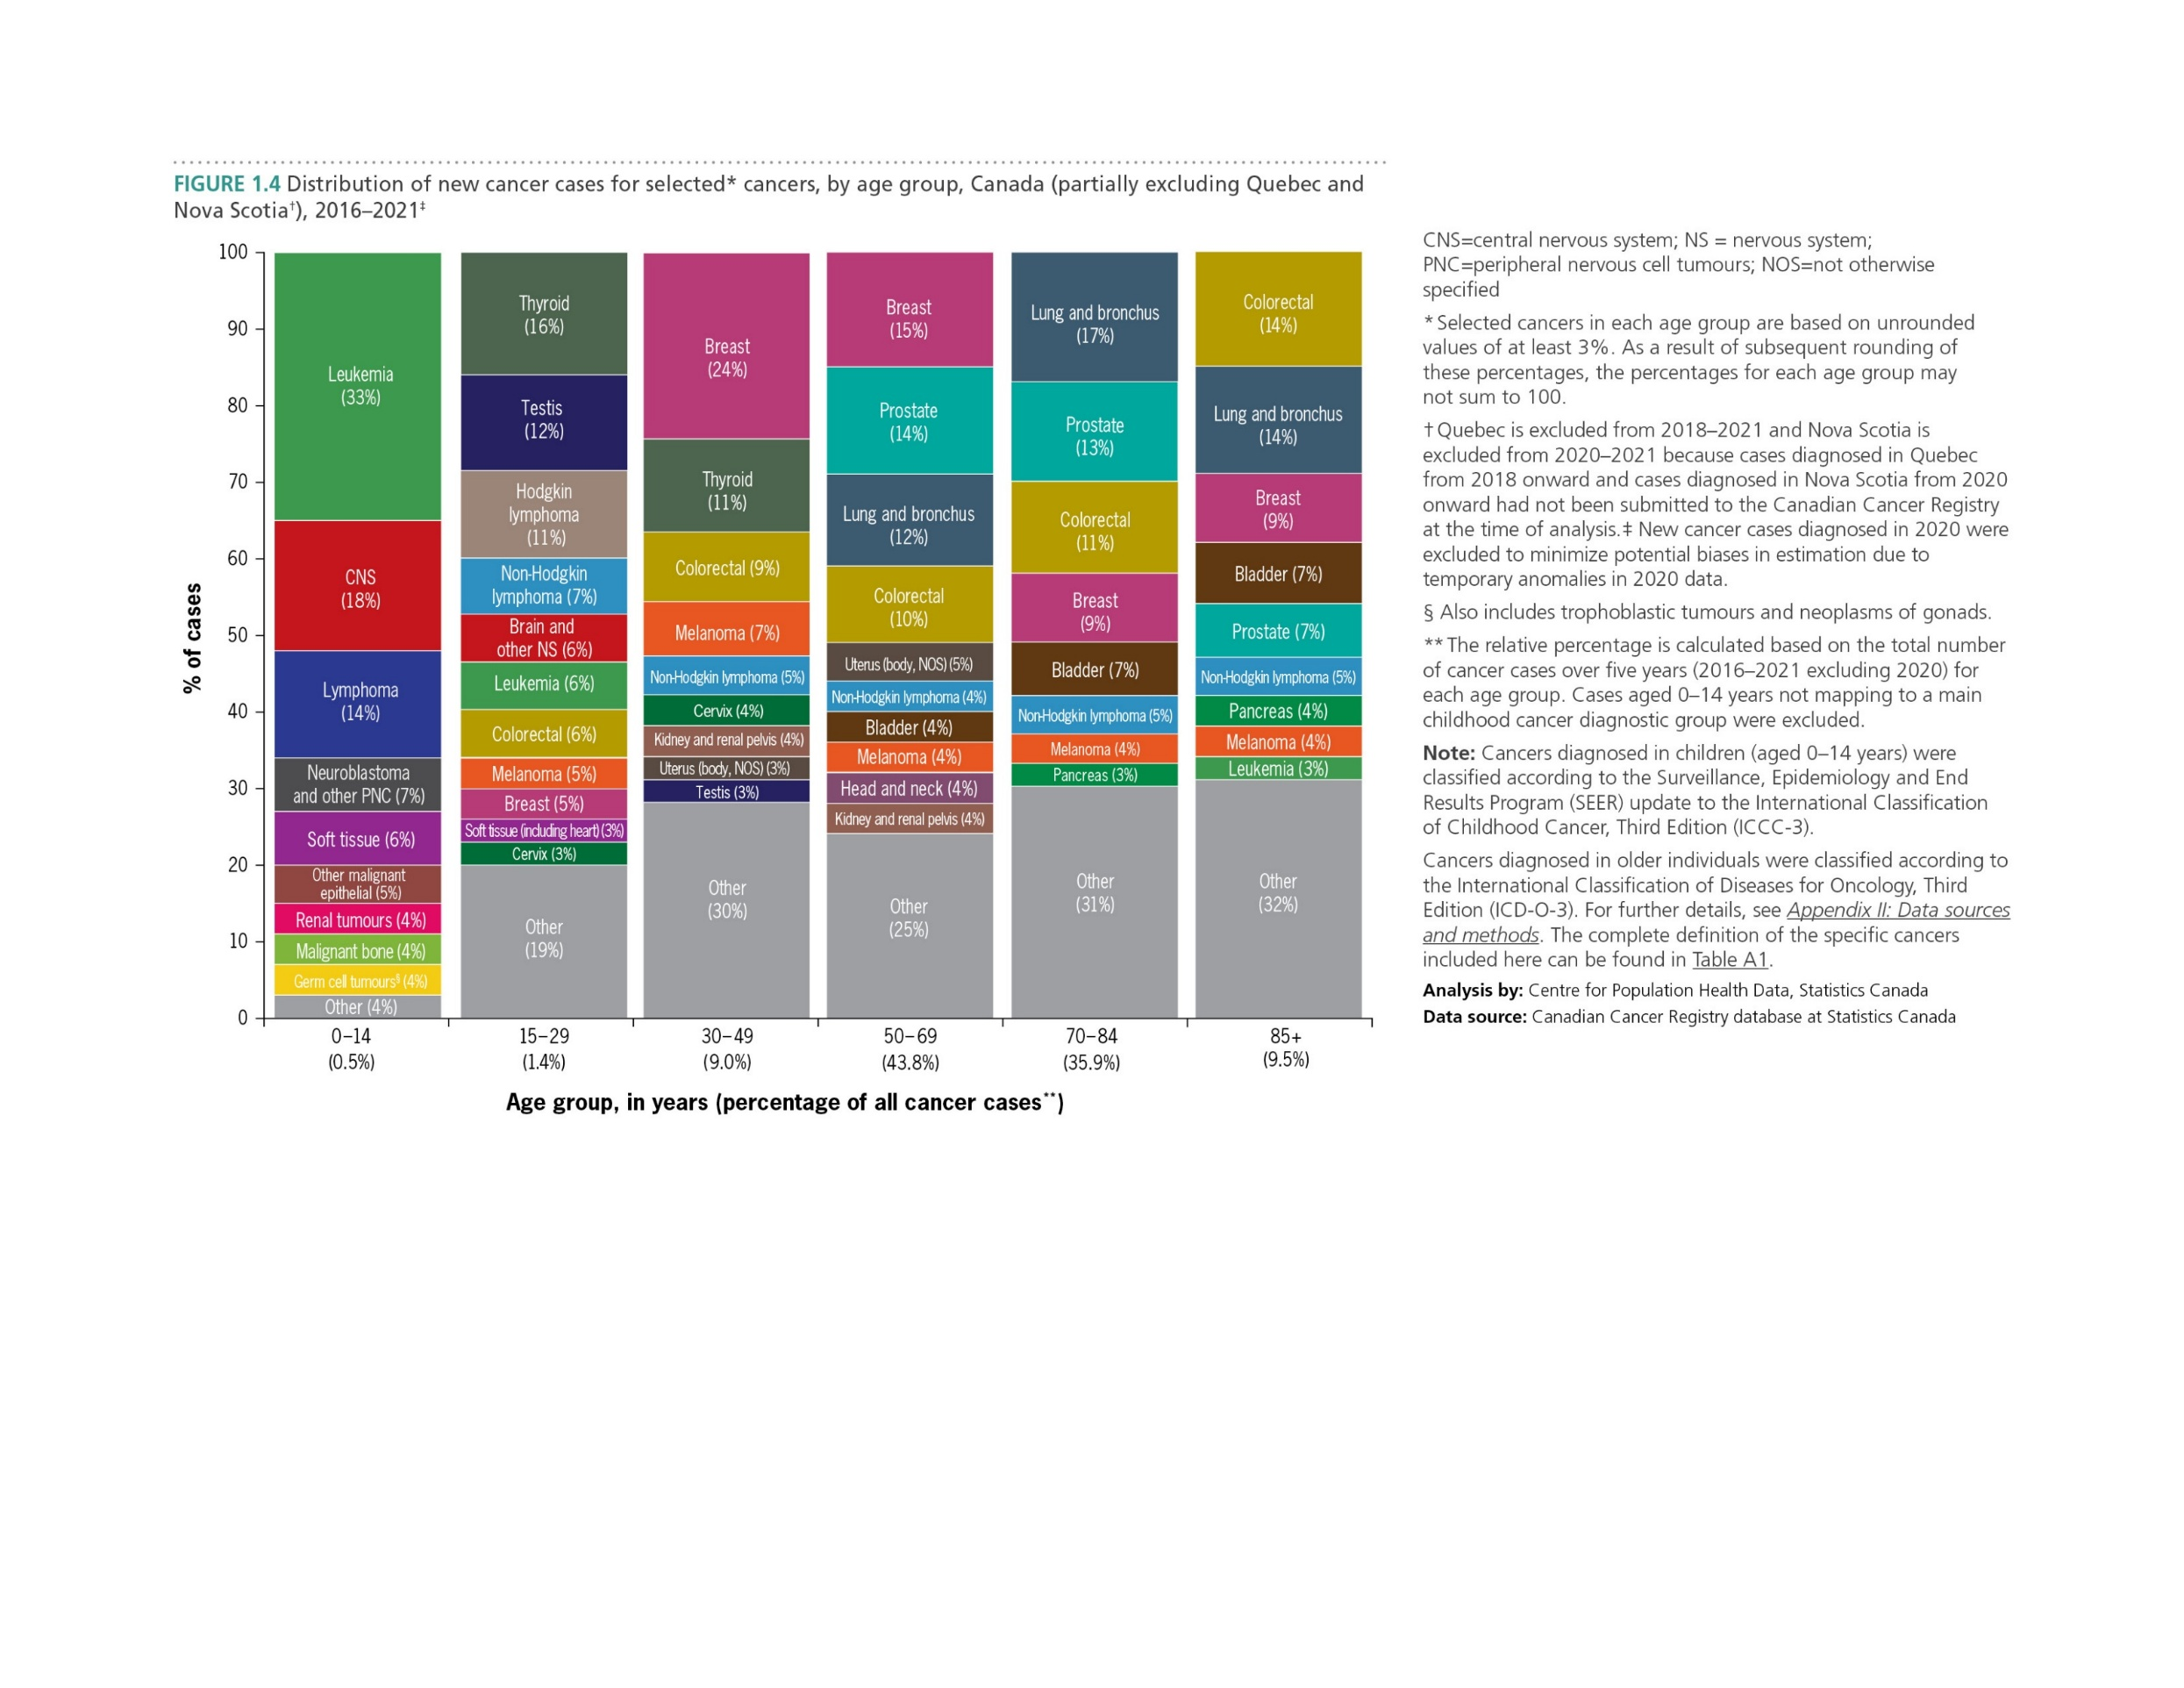 FIGURE 1.4 Distribution of new cancer cases for selected* cancers, by age group, Canada (partially excluding Quebec and
Nova Scotia†), 2016–2021‡
% of cases
100
90
80
70
60
50
40
30
20
10
0
Leukemia
(33%)
CNS
(18%)
Lymphoma
(14%)
Neuroblastoma
and other PNC (7%)
Soft tissue (6%)
Other malignant
epithelial (5%)
Renal tumours (4%)
Malignant bone (4%)
Germ cell tumours§ (4%)
Other (4%)
Thyroid
(16%)
Testis
(12%)
Hodgkin
lymphoma
(11%)
Non-Hodgkin
lymphoma (7%)
Brain and
other NS (6%)
Leukemia (6%)
Colorectal (6%)
Melanoma (5%)
Breast (5%)
Soft tissue (including heart) (3%)
Cervix (3%)
Other
(19%)
Breast
(24%)
Thyroid
(11%)
Colorectal (9%)
Melanoma (7%)
Non-Hodgkin lymphoma (5%)
Cervix (4%)
Kidney and renal pelvis (4%)
Uterus (body, NOS) (3%)
Testis (3%)
Other
(30%)
Breast
(15%)
Prostate
(14%)
Lung and bronchus
(12%)
Colorectal
(10%)
Uterus (body, NOS) (5%)
Non-Hodgkin lymphoma (4%)
Bladder (4%)
Melanoma (4%)
Head and neck (4%)
Kidney and renal pelvis (4%)
Other
(25%)
Lung and bronchus
(17%)
Prostate
(13%)
Colorectal
(11%)
Breast
(9%)
Bladder (7%)
Non-Hodgkin lymphoma (5%)
Melanoma (4%)
Pancreas (3%)
Other
(31%)
Colorectal
(14%)
Lung and bronchus
(14%)
Breast
(9%)
Bladder (7%)
Prostate (7%)
Non-Hodgkin lymphoma (5%)
Pancreas (4%)
Melanoma (4%)
Leukemia (3%)
Other
(32%)
0–14 15–29 30–49 50–69 70–84 85+
(0.5%) (1.4%) (9.0%) (43.8%) (35.9%) (9.5%)
Age group, in years (percentage of all cancer cases**)
CNS=central nervous system; NS = nervous system;
PNC=peripheral nervous cell tumours; NOS=not otherwise
specified
* Selected cancers in each age group are based on unrounded
values of at least 3%. As a result of subsequent rounding of
these percentages, the percentages for each age group may
not sum to 100.
† Quebec is excluded from 2018–2021 and Nova Scotia is
excluded from 2020–2021 because cases diagnosed in Quebec
from 2018 onward and cases diagnosed in Nova Scotia from 2020
onward had not been submitted to the Canadian Cancer Registry
at the time of analysis.‡ New cancer cases diagnosed in 2020 were
excluded to minimize potential biases in estimation due to
temporary anomalies in 2020 data.
§ Also includes trophoblastic tumours and neoplasms of gonads.
** The relative percentage is calculated based on the total number
of cancer cases over five years (2016–2021 excluding 2020) for
each age group. Cases aged 0–14 years not mapping to a main
childhood cancer diagnostic group were excluded.
Note: Cancers diagnosed in children (aged 0–14 years) were
classified according to the Surveillance, Epidemiology and End
Results Program (SEER) update to the International Classification
of Childhood Cancer, Third Edition (ICCC-3).
Cancers diagnosed in older individuals were classified according to
the International Classification of Diseases for Oncology, Third
Edition (ICD-O-3). For further details, see Appendix II: Data sources
and methods. The complete definition of the specific cancers
included here can be found in Table A1.
Analysis by: Centre for Population Health Data, Statistics Canada
Data source: Canadian Cancer Registry database at Statistics Canada